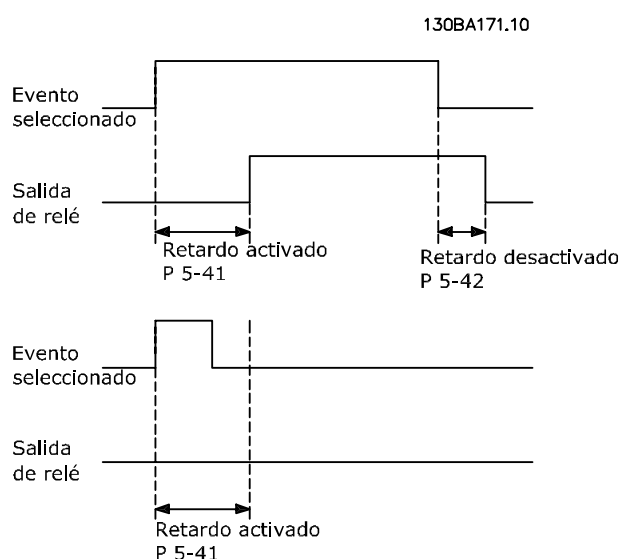 130BA171.10
Evento
seleccionado
Salida
de relé
Retardo activado
P 5-41
Retardo desactivado
P 5-42
Evento
seleccionado
Salida
de relé
Retardo activado
P 5-41